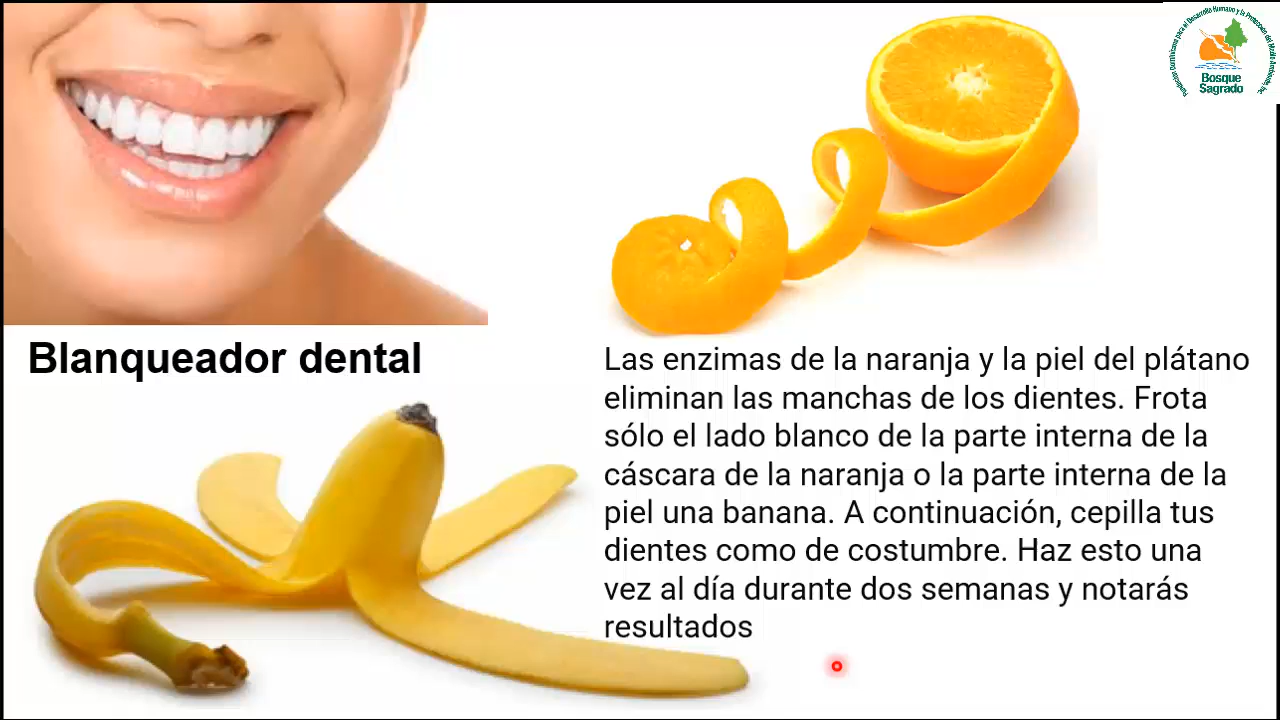 Bosque
Sagrado
Blanqueador dental
Las enzimas de la naranja y la piel del plátano
eliminan las manchas de los dientes. Frota
sólo el lado blanco de la parte interna de la
cáscara de la naranja o la parte interna de la
piel una banana. A continuación, cepilla tus
dientes como de costumbre. Haz esto una
vez al día durante dos semanas y notarás
resultados